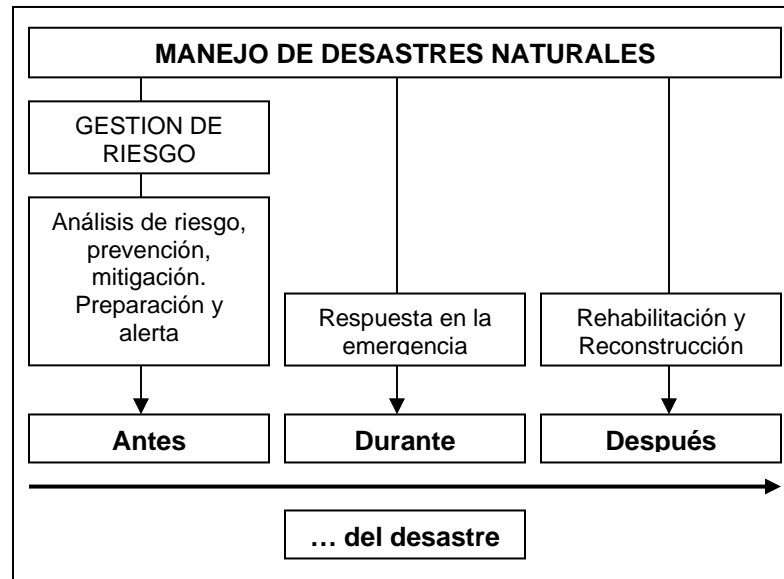 MANEJO DE DESASTRES NATURALES
GESTION DE
RIESGO
Análisis de riesgo,
prevención,
mitigación.
Preparación y
alerta
Respuesta en la
emergencia
Rehabilitación y
Reconstrucción
Antes
Durante
Después
… del desastre